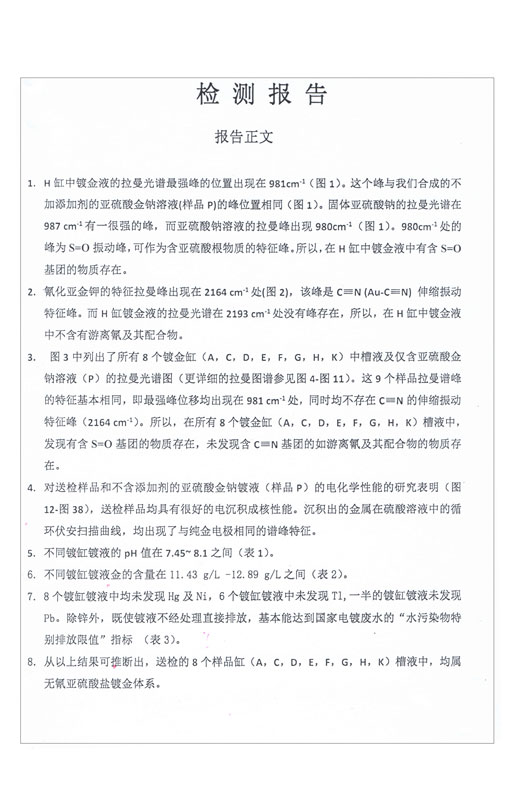 检测报告
报告正文
1. H 缸中镀金液的拉曼光谱最强峰的位置出现在 981cm⁻¹（图 1）。这个峰与我们合成的不
加添加剂的亚硫酸金钠溶液(样品 P)的峰位置相同（图 1）。固体亚硫酸钠的拉曼光谱在
987 cm⁻¹ 有一很强的峰，而亚硫酸钠溶液的拉曼峰出现 980cm⁻¹（图 1）。980cm⁻¹ 处的
峰为 S=O 振动峰，可作为含亚硫酸根物质的特征峰。所以，在 H 缸中镀金液中有含 S=O
基团的物质存在。
2. 氰化亚金钾的特征拉曼峰出现在 2164 cm⁻¹ 处(图 2)，该峰是 C≡N (Au-C≡N) 伸缩振动
特征峰。而 H 缸镀金液的拉曼光谱在 2193 cm⁻¹ 处没有峰存在，所以，在 H 缸中镀金液
中不含有游离氰及其配合物。
3. 图 3 中列出了所有 8 个镀金缸（A，C，D，E，F，G，H，K）中槽液及仅含亚硫酸金
钠溶液（P）的拉曼光谱图（更详细的拉曼图谱参见图 4-图 11）。这 9 个样品拉曼谱峰
的特征基本相同，即最强峰位移均出现在 981 cm⁻¹ 处，同时均不存在 C≡N 的伸缩振动
特征峰（2164 cm⁻¹）。所以，在所有 8 个镀金缸（A，C，D，E，F，G，H，K）槽液中，
发现有含 S=O 基团的物质存在，未发现含 C≡N 基团的如游离氰及其配合物的物质存
在。
4. 对送检样品和不含添加剂的亚硫酸金钠镀液（样品 P）的电化学性能的研究表明（图
12-图 38），送检样品均具有很好的电沉积成核性能。沉积出的金属在硫酸溶液中的循
环伏安扫描曲线，均出现了与纯金电极相同的谱峰特征。
5. 不同镀缸镀液的 pH 值在 7.45~ 8.1 之间（表 1）。
6. 不同镀缸镀液金的含量在 11.43 g/L -12.89 g/L 之间（表 2）。
7. 8 个镀缸镀液中均未发现 Hg 及 Ni，6 个镀缸镀液中未发现 Tl,一半的镀缸镀液未发现
Pb。除锌外，既使镀液不经处理直接排放，基本能达到国家电镀废水的“水污染物特
别排放限值”指标 （表 3）。
8. 从以上结果可推断出，送检的 8 个样品缸（A，C，D，E，F，G，H，K）槽液中，均属
无氰亚硫酸盐镀金体系。